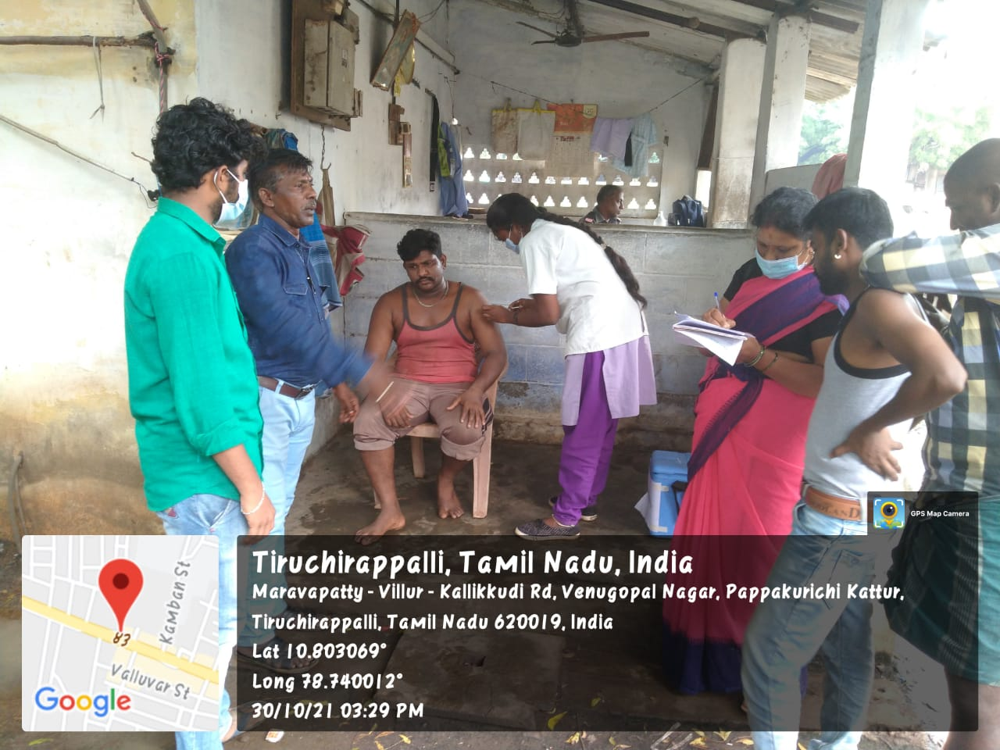 GPS Map Camera
Tiruchirappalli, Tamil Nadu, India
Maravapatty - Villur - Kallikkudi Rd, Venugopal Nagar, Pappakurichi Kattur,
Tiruchirappalli, Tamil Nadu 620019, India
Lat 10.803069°
Long 78.740012°
30/10/21 03:29 PM
Kamban St
83
Valluvar St
Google